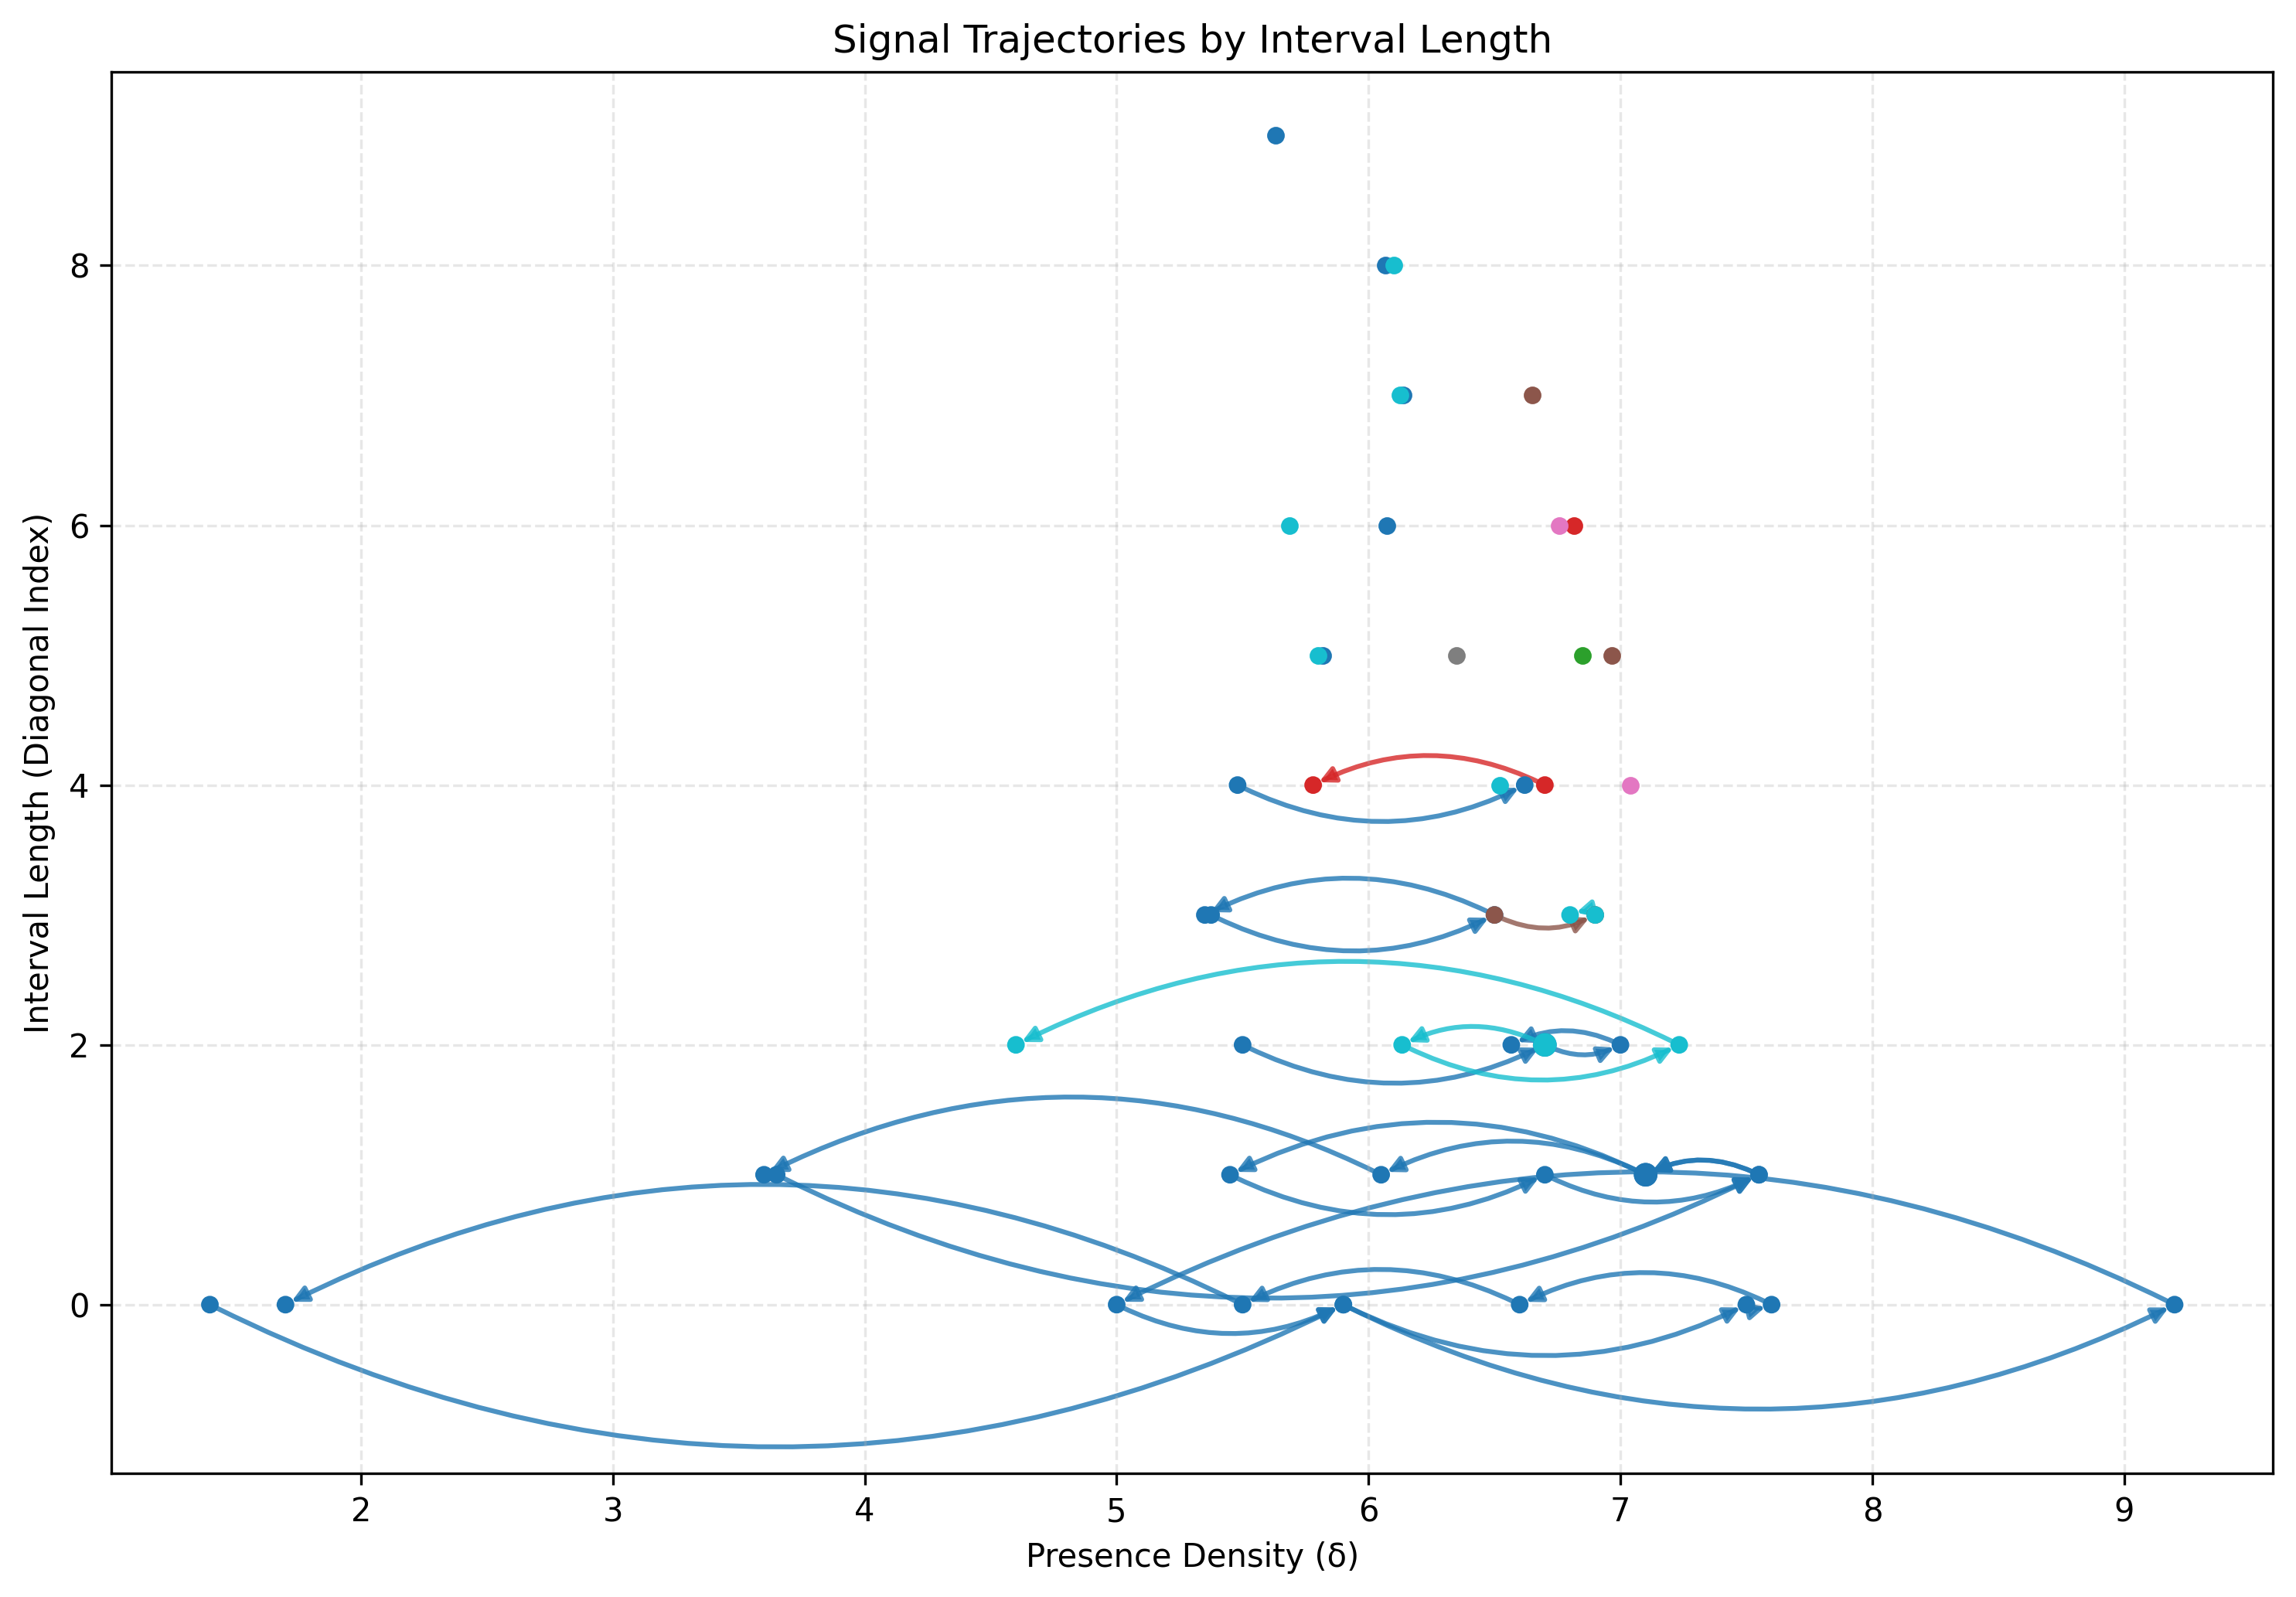 Signal Trajectories by Interval Length
Interval Length (Diagonal Index)
8
6
4
2
0
2 3 4 5 6 7 8 9
Presence Density (δ)